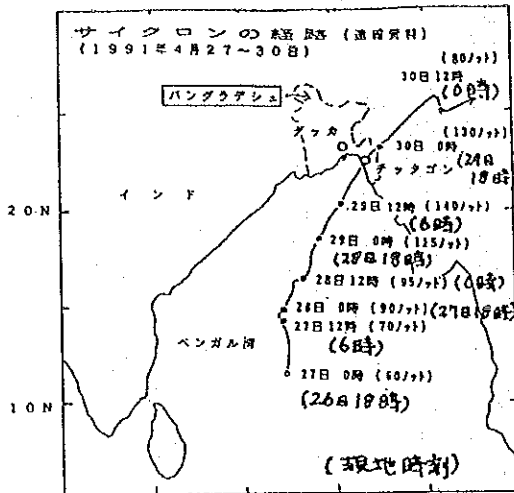 サイクロンの経路 (速報資料)
(1991年4月27~30日)
(80ノット)
30日12時
(0時)
バングラデシュ
ダッカ
(130ノット)
30日 0時
チッタゴン
(29日
18時)
インド
20N
29日12時 (140ノット)
(6時)
29日 0時 (125ノット)
(28日18時)
28日12時 (95ノット)
(6時)
28日 0時 (90ノット)
(27日18時)
27日12時 (70ノット)
(6時)
ベンガル湾
27日 0時 (60ノット)
(26日18時)
10N
(現地時刻)